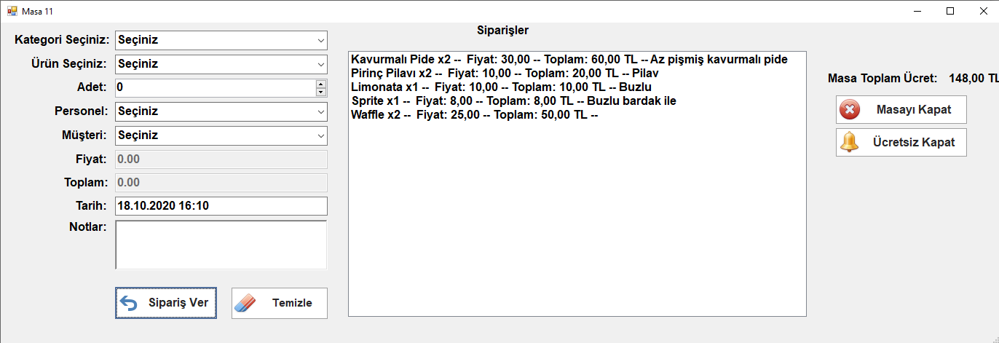 Masa 11
Kategori Seçiniz: Seçiniz
Ürün Seçiniz: Seçiniz
Adet: 0
Personel: Seçiniz
Müşteri: Seçiniz
Fiyat: 0.00
Toplam: 0.00
Tarih: 18.10.2020 16:10
Notlar:
Sipariş Ver
Temizle
Siparişler
Kavurmalı Pide x2 -- Fiyat: 30,00 -- Toplam: 60,00 TL -- Az pişmiş kavurmalı pide
Pirinç Pilavı x2 -- Fiyat: 10,00 -- Toplam: 20,00 TL -- Pilav
Limonata x1 -- Fiyat: 10,00 -- Toplam: 10,00 TL -- Buzlu
Sprite x1 -- Fiyat: 8,00 -- Toplam: 8,00 TL -- Buzlu bardak ile
Waffle x2 -- Fiyat: 25,00 -- Toplam: 50,00 TL --
Masa Toplam Ücret: 148,00 TL
Masayı Kapat
Ücretsiz Kapat